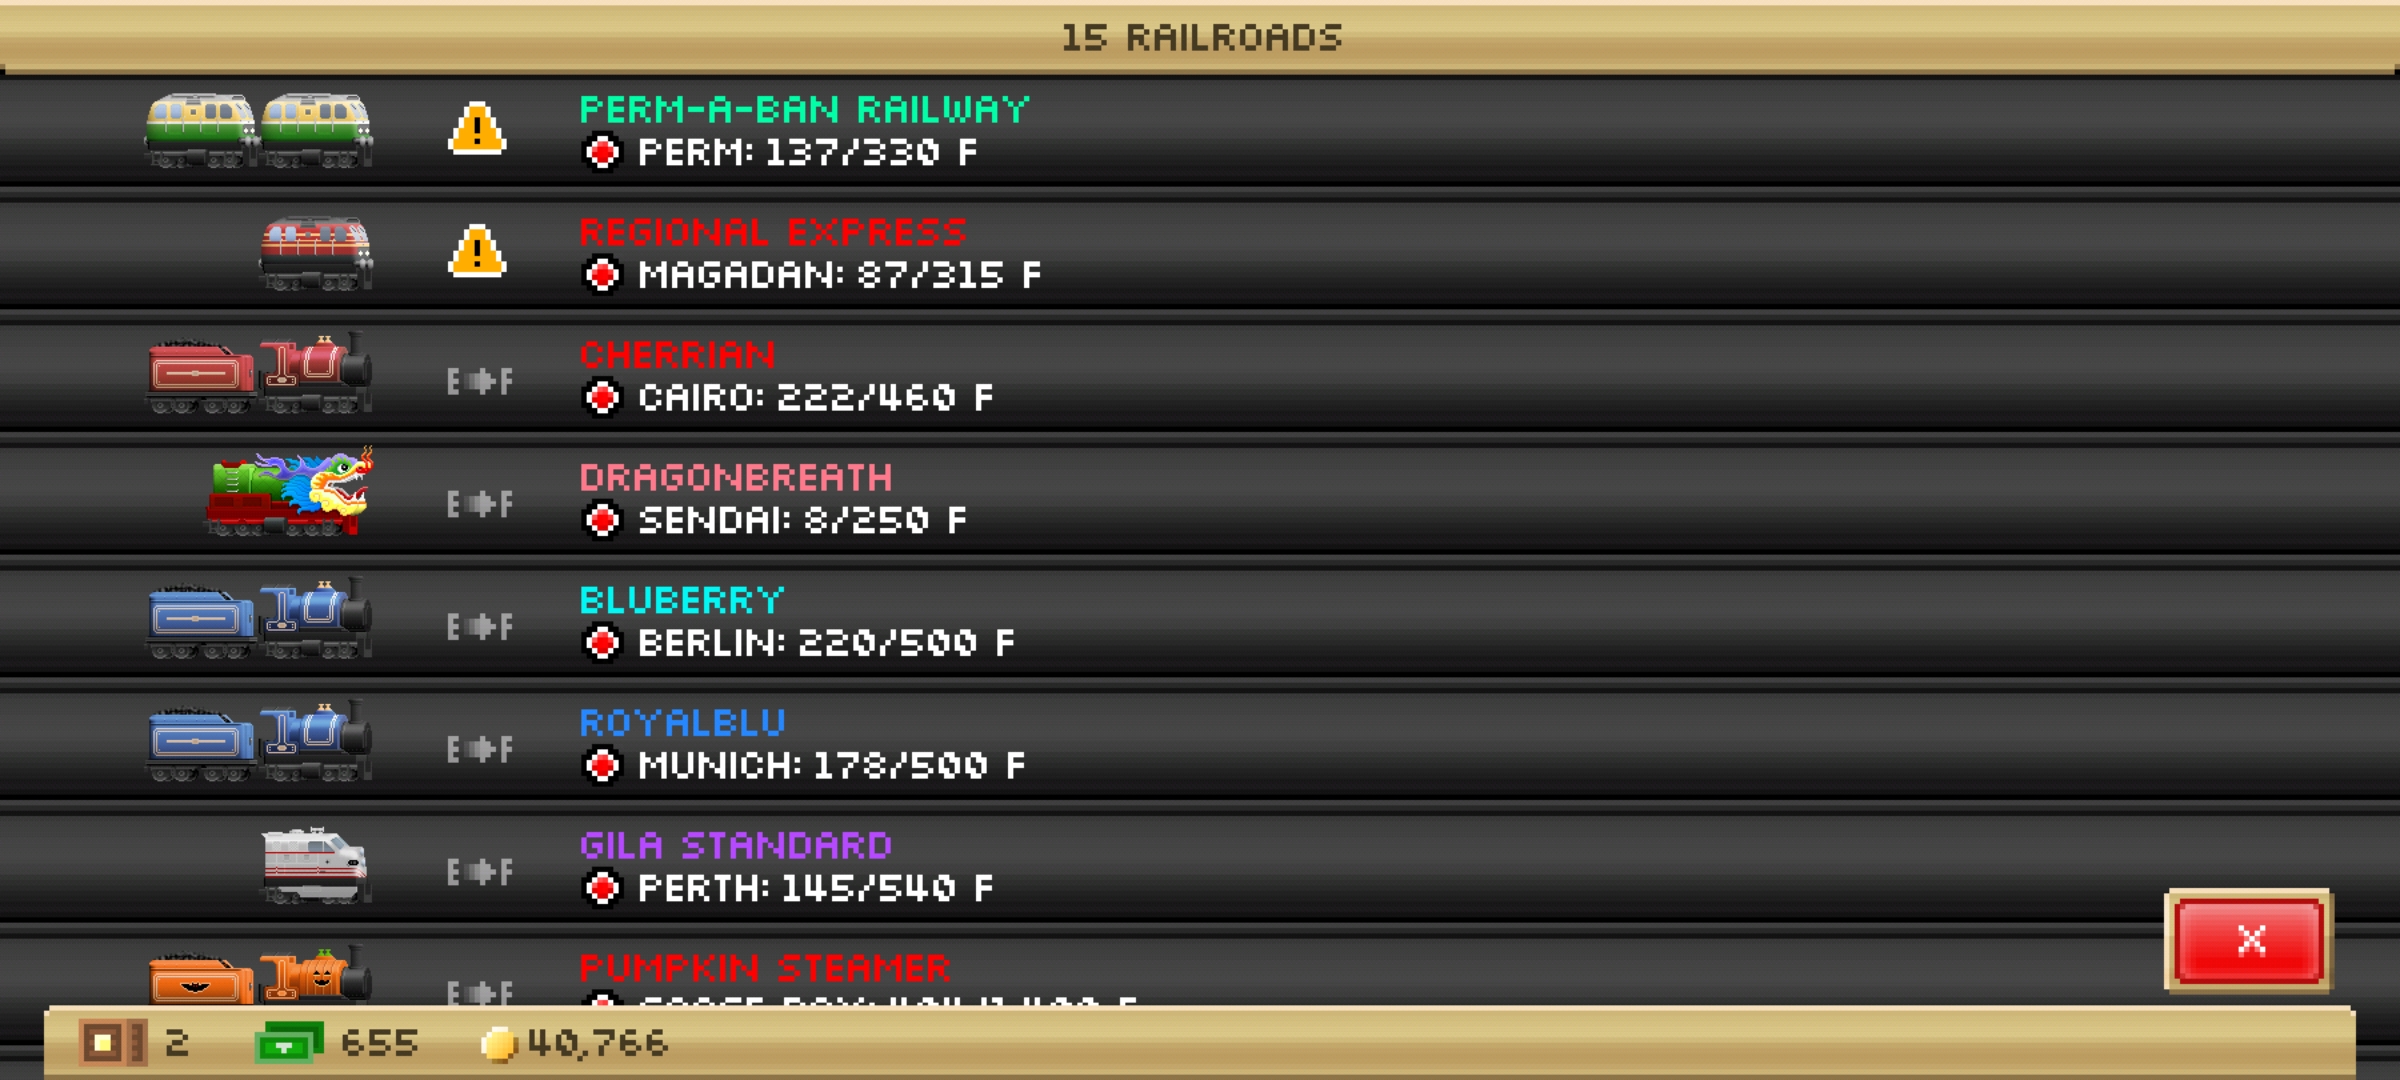 15 RAILROADS
PERM-A-BAN RAILWAY
PERM: 137/330 F
REGIONAL EXPRESS
MAGADAN: 87/315 F
CHERRIAN
E F
CAIRO: 222/460 F
DRAGONBREATH
E F
SENDAI: 8/250 F
BLUBERRY
E F
BERLIN: 220/500 F
ROYALBLU
E F
MUNICH: 178/500 F
GILA STANDARD
E F
PERTH: 145/540 F
PUMPKIN STEAMER
E F
X
2 655 40,766